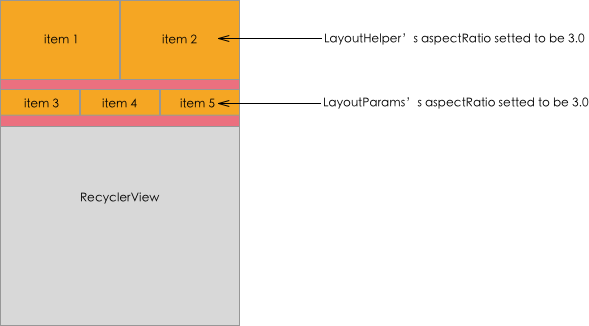 item 1
item 2
LayoutHelper’s aspectRatio setted to be 3.0
item 3
item 4
item 5
LayoutParams’s aspectRatio setted to be 3.0
RecyclerView